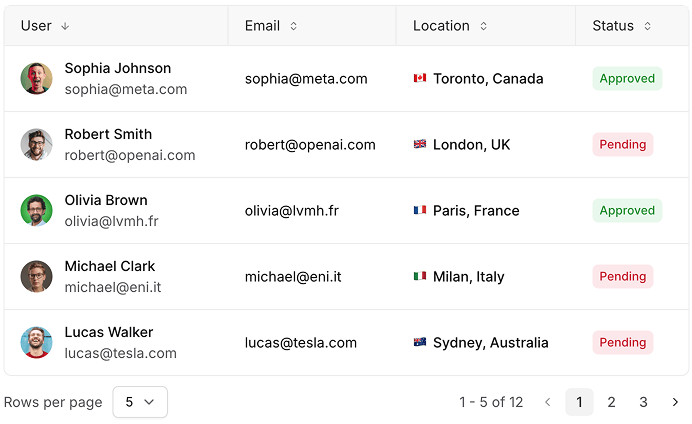 User Email Location Status
Sophia Johnson
sophia@meta.com sophia@meta.com Toronto, Canada Approved
Robert Smith
robert@openai.com robert@openai.com London, UK Pending
Olivia Brown
olivia@lvmh.fr olivia@lvmh.fr Paris, France Approved
Michael Clark
michael@eni.it michael@eni.it Milan, Italy Pending
Lucas Walker
lucas@tesla.com lucas@tesla.com Sydney, Australia Pending
Rows per page 5 1 - 5 of 12 1 2 3